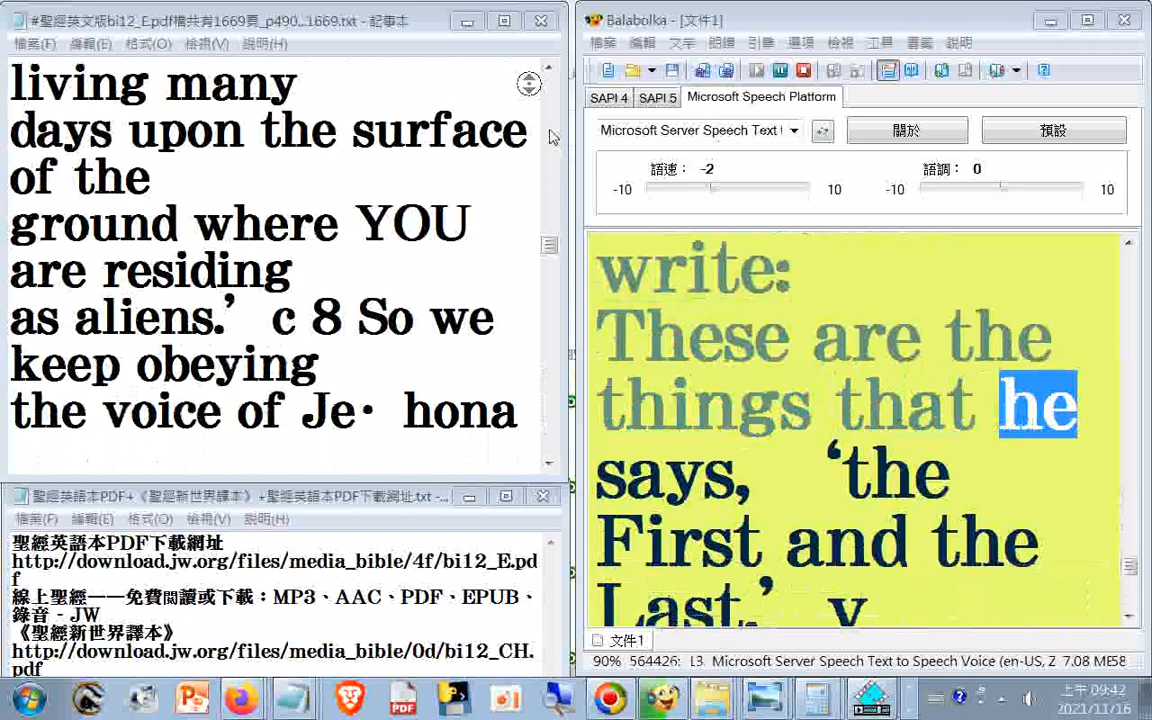 #聖經英文版bi12_E.pdf檔共有1669頁_p490...1669.txt - 記事本
檔案(F) 編輯(E) 格式(O) 檢視(V) 說明(H)
living many
days upon the surface
of the
ground where YOU
are residing
as aliens.’ c 8 So we
keep obeying
the voice of Je· hona
聖經英語本PDF+《聖經新世界譯本》+聖經英語本PDF下載網址.txt -...
檔案(F) 編輯(E) 格式(O) 檢視(V) 說明(H)
聖經英語本PDF下載網址
http://download.jw.org/files/media_bible/4f/bi12_E.pd
f
線上聖經──免費閱讀或下載：MP3、AAC、PDF、EPUB、
錄音 - JW
《聖經新世界譯本》
http://download.jw.org/files/media_bible/0d/bi12_CH.
pdf
Balabolka - [文件1]
檔案 編輯 文字 朗讀 引擎 選項 檢視 工具 書籤 說明
SAPI 4 SAPI 5 Microsoft Speech Platform
Microsoft Server Speech Text 關於 預設
語速： -2 語調： 0
-10 10 -10 10
write:
These are the
things that he
says, ‘the
First and the
Last,’ v
文件1
90% 564426: L3 Microsoft Server Speech Text to Speech Voice (en-US, Z 7.08 ME58
上午 09:42
2021/11/16